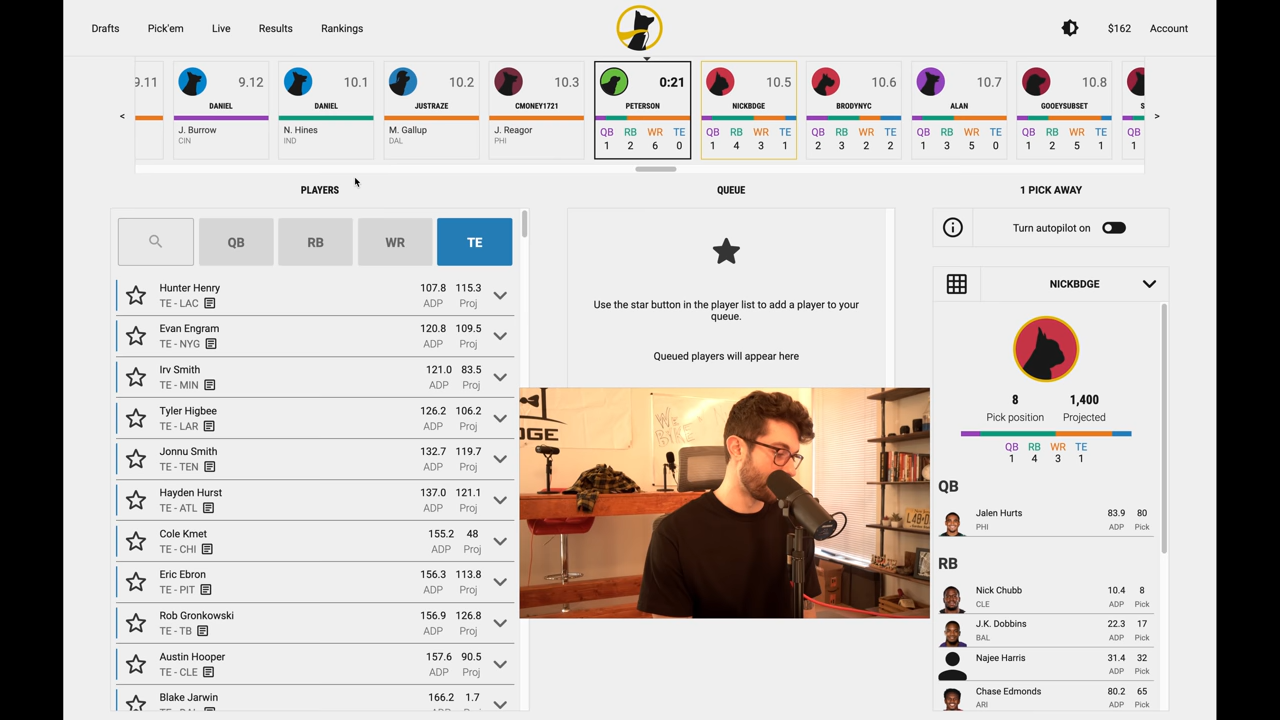 Drafts Pick'em Live Results Rankings $162 Account
9.11
9.12
DANIEL
J. Burrow
CIN
10.1
DANIEL
N. Hines
IND
10.2
JUSTRAZE
M. Gallup
DAL
10.3
CMONEY1721
J. Reagor
PHI
0:21
PETERSON
QB RB WR TE
1 2 6 0
10.5
NICKBDGE
QB RB WR TE
1 4 3 1
10.6
BRODYNYC
QB RB WR TE
2 3 2 2
10.7
ALAN
QB RB WR TE
1 3 5 0
10.8
GOOEYSUBSET
QB RB WR TE
1 2 5 1
S
QB
1
< >
PLAYERS
QB RB WR TE
Hunter Henry 107.8 115.3
TE - LAC ADP Proj
Evan Engram 120.8 109.5
TE - NYG ADP Proj
Irv Smith 121.0 83.5
TE - MIN ADP Proj
Tyler Higbee 126.2 106.2
TE - LAR ADP Proj
Jonnu Smith 132.7 119.7
TE - TEN ADP Proj
Hayden Hurst 137.0 121.1
TE - ATL ADP Proj
Cole Kmet 155.2 48
TE - CHI ADP Proj
Eric Ebron 156.3 113.8
TE - PIT ADP Proj
Rob Gronkowski 156.9 126.8
TE - TB ADP Proj
Austin Hooper 157.6 90.5
TE - CLE ADP Proj
Blake Jarwin 166.2 1.7
QUEUE
Use the star button in the player list to add a player to your
queue.
Queued players will appear here
WE
1 PICK AWAY
Turn autopilot on
NICKBDGE
8 1,400
Pick position Projected
QB RB WR TE
1 4 3 1
QB
Jalen Hurts 83.9 80
PHI ADP Pick
RB
Nick Chubb 10.4 8
CLE ADP Pick
J.K. Dobbins 22.3 17
BAL ADP Pick
Najee Harris 31.4 32
ADP Pick
Chase Edmonds 80.2 65
ARI ADP Pick